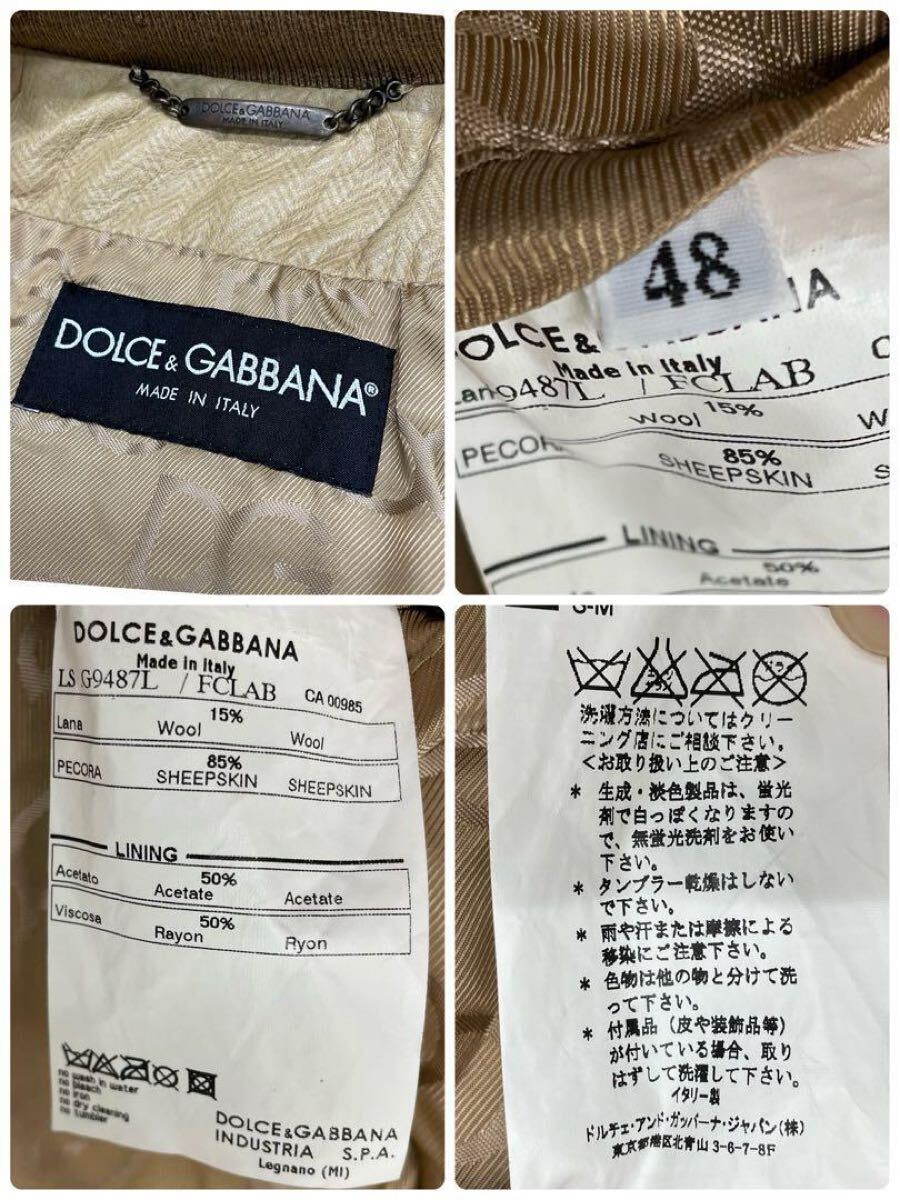 DOLCE&GABBANA
MADE IN ITALY
DOLCE&GABBANA®
MADE IN ITALY
48
OLCE&
Made in Italy
9487L / FCLAB
15%
Wool
PECOR
85%
SHEEPSKIN
LINING
50%
Acetate
DOLCE&GABBANA
Made in Italy
LS G9487L / FCLAB CA 00985
Lana 15% Wool Wool
PECORA 85% SHEEPSKIN SHEEPSKIN
LINING
Acetato 50% Acetate Acetate
Viscosa 50% Rayon Ryon
no wash in water
no bleach
no iron
no dry cleaning
no tumbler
DOLCE&GABBANA
INDUSTRIA S.P.A.
Legnano (MI)
洗濯方法についてはクリー
ニング店にご相談下さい。
<お取り扱い上のご注意>
* 生成・淡色製品は、蛍光
剤で白っぽくなりますの
で、無蛍光洗剤をお使い
下さい。
* タンブラー乾燥はしない
で下さい。
* 雨や汗または摩擦による
移染にご注意下さい。
* 色物は他の物と分けて洗
って下さい。
* 付属品（皮や装飾品等）
が付いている場合、取り
はずして洗濯して下さい。
イタリー製
ドルチェ・アンド・ガッバーナ・ジャパン(株)
東京都港区北青山3-6-7-8F